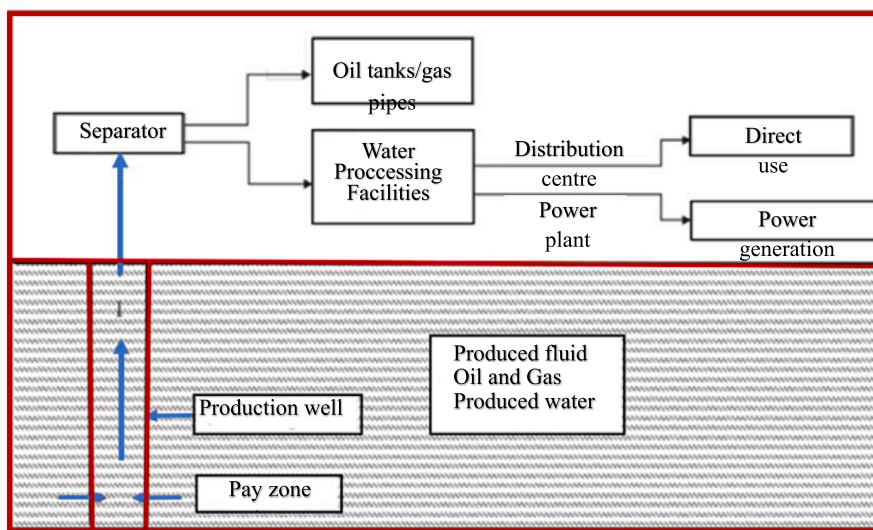 Oil tanks/gas
pipes
Separator
Water
Proccessing
Facilities
Distribution
centre
Power
plant
Direct
use
Power
generation
Produced fluid
Oil and Gas
Produced water
Production well
Pay zone